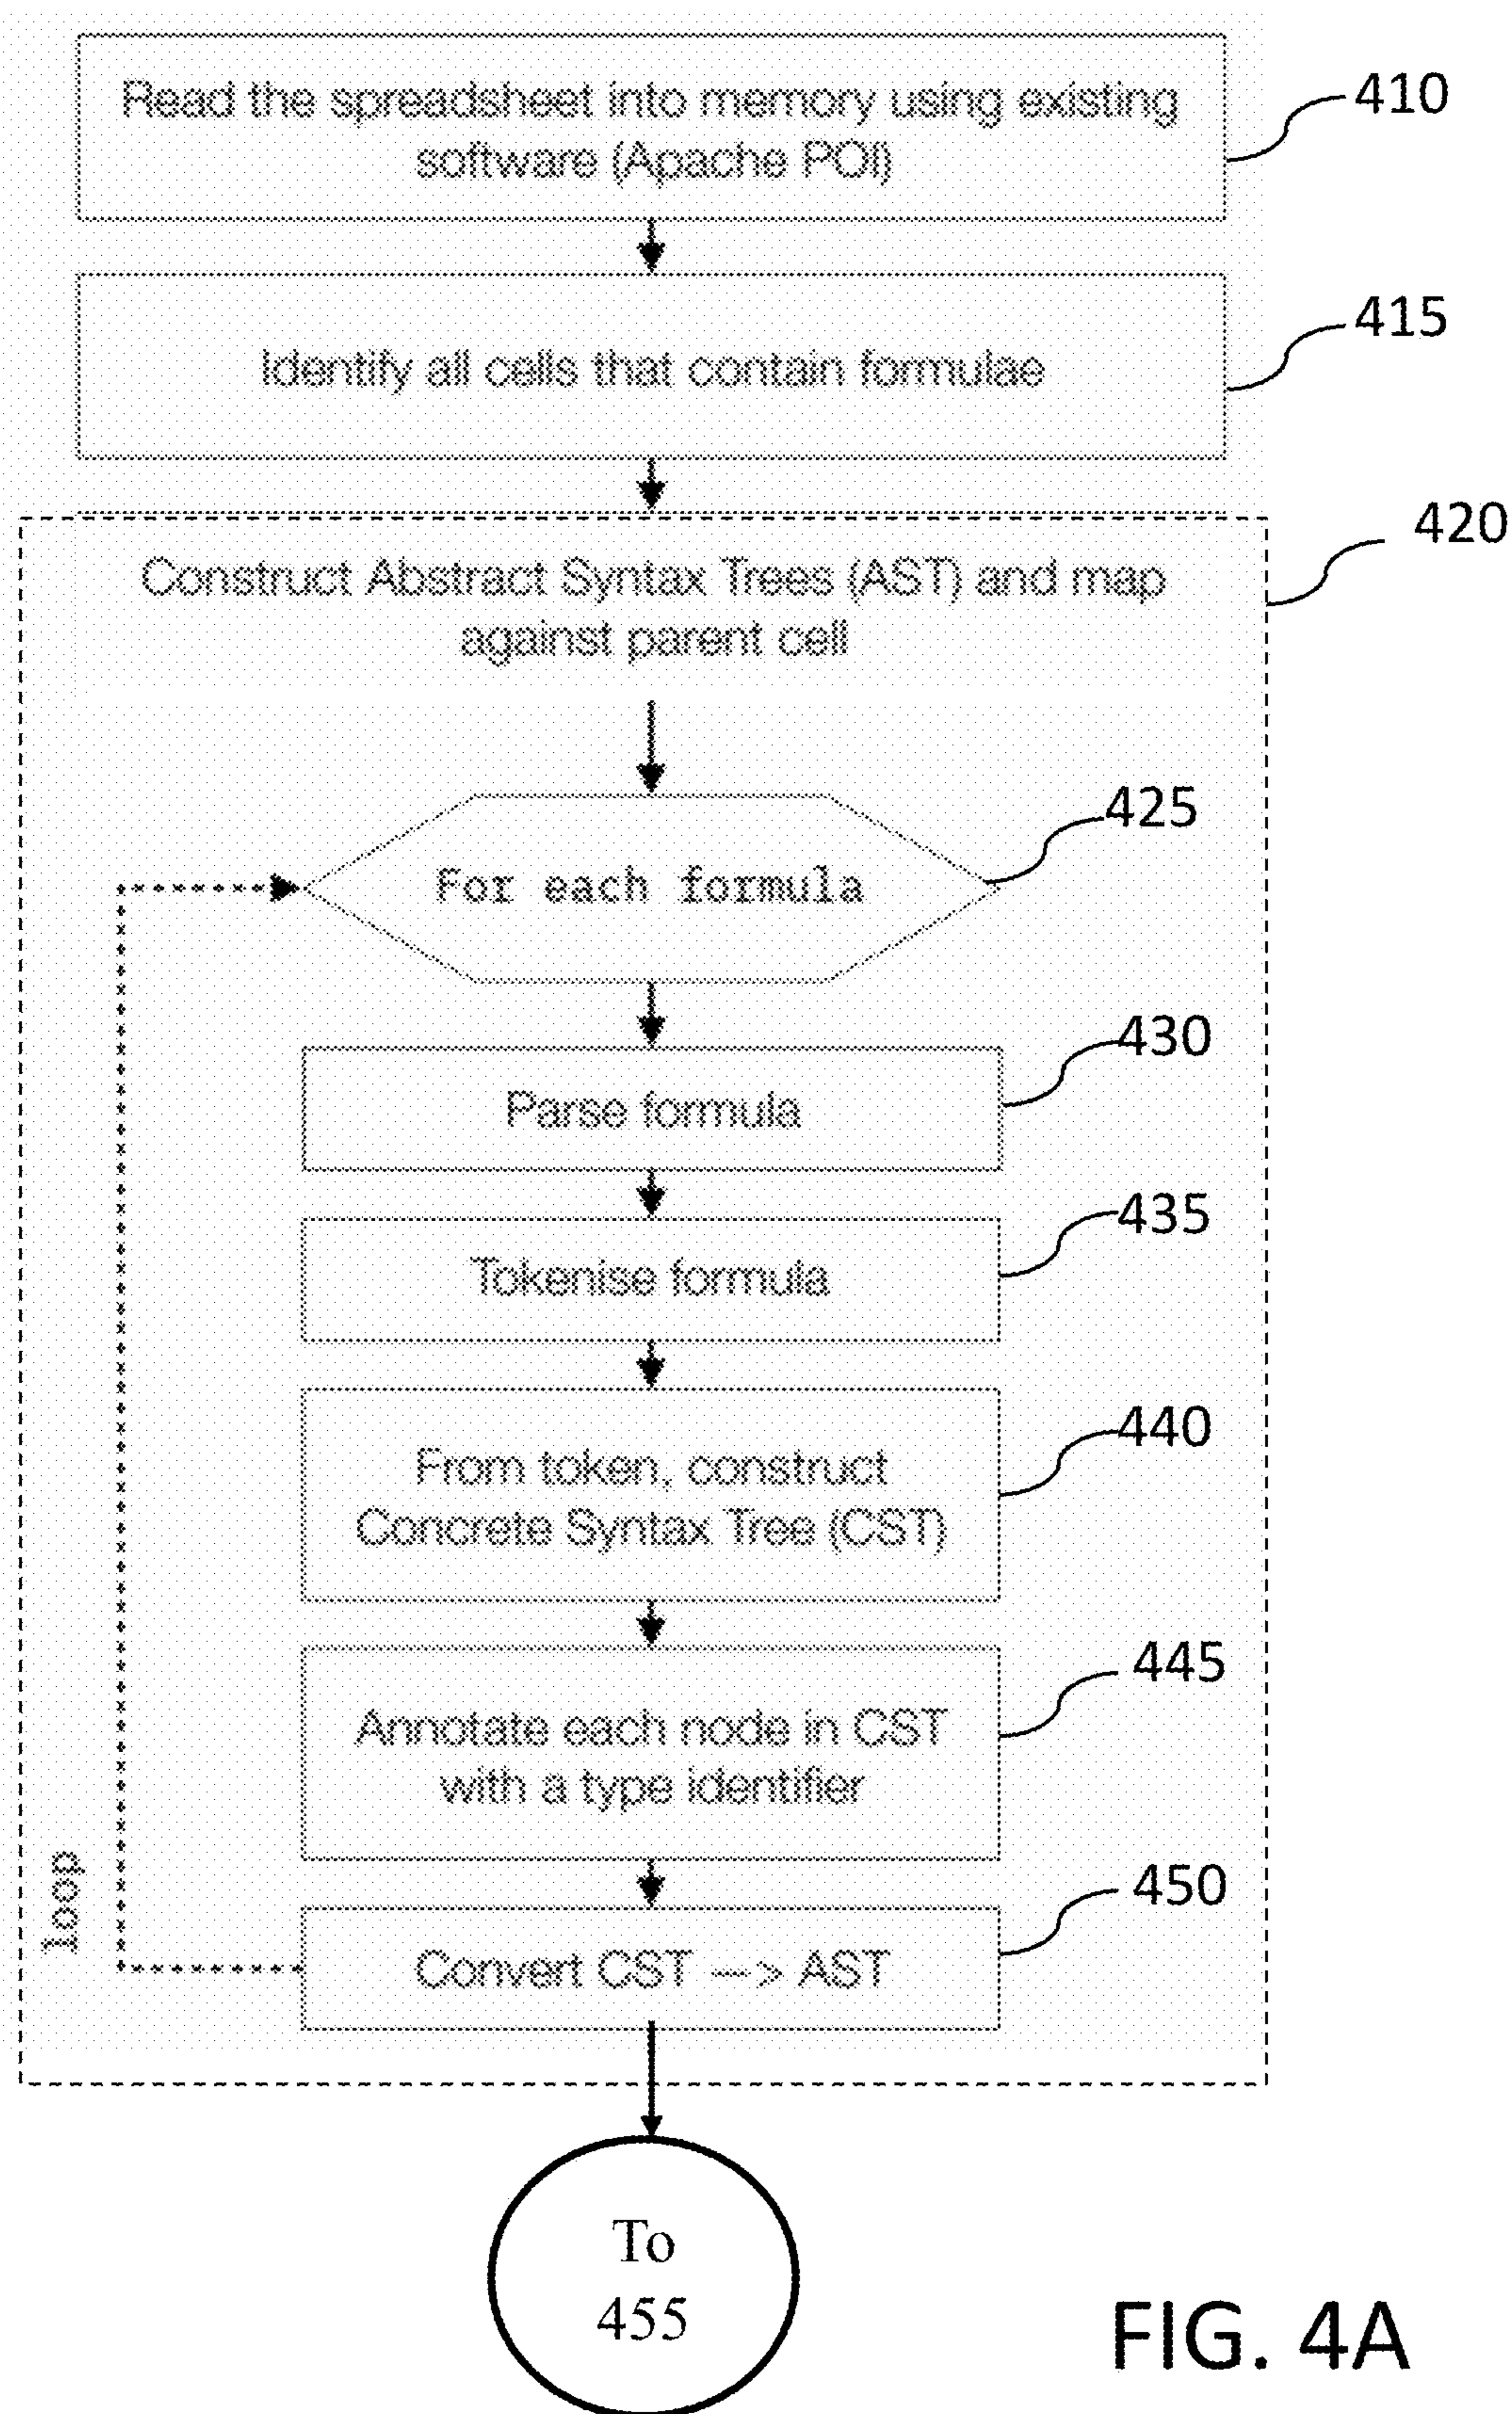 Read the spreadsheet into memory using existing
software (Apache POI)
410
Identify all cells that contain formulae
415
Construct Abstract Syntax Trees (AST) and map
against parent cell
420
For each formula
425
Parse formula
430
Tokenise formula
435
From token, construct
Concrete Syntax Tree (CST)
440
Annotate each node in CST
with a type identifier
445
Convert CST —> AST
450
loop
To
455
FIG. 4A